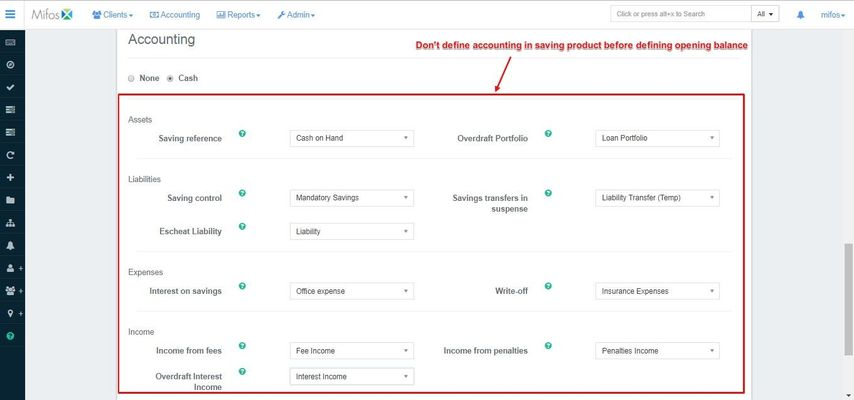 Mifos Clients Accounting Reports Admin Click or press alt+x to Search All mifos
Accounting
Don't define accounting in saving product before defining opening balance
None Cash
Assets
Saving reference ? Cash on Hand Overdraft Portfolio ? Loan Portfolio
Liabilities
Saving control ? Mandatory Savings Savings transfers in ? Liability Transfer (Temp)
suspense
Escheat Liability ? Liability
Expenses
Interest on savings ? Office expense Write-off ? Insurance Expenses
Income
Income from fees ? Fee Income Income from penalties ? Penalties Income
Overdraft Interest ? Interest Income
Income